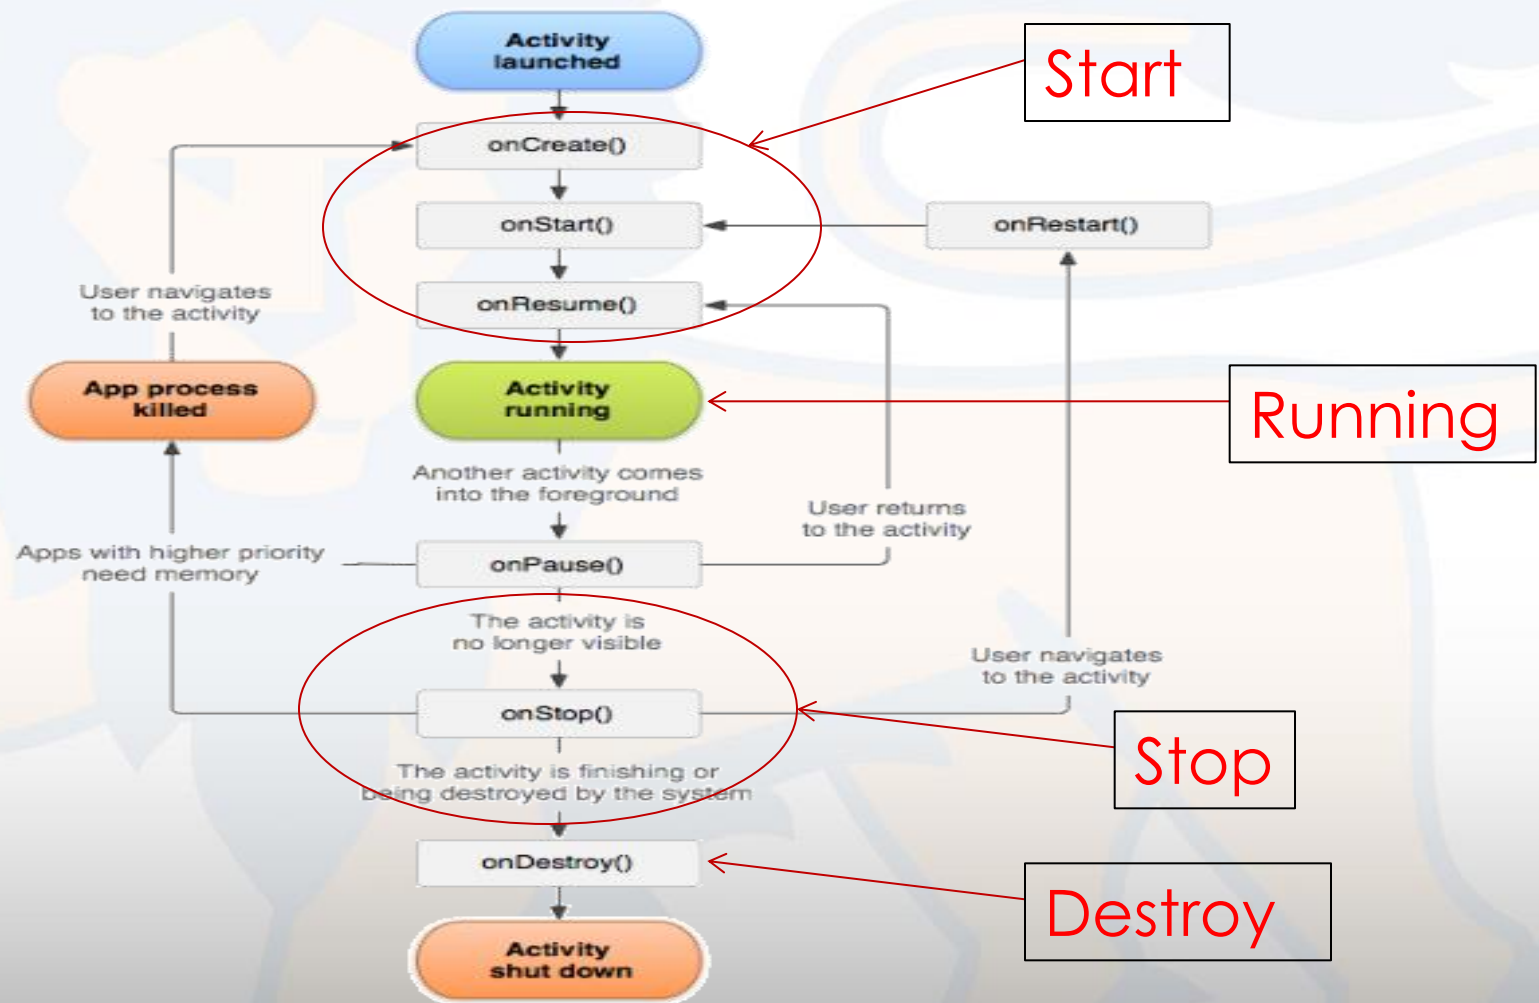 Activity
launched
Start
onCreate()
onStart()
onRestart()
User navigates
to the activity
onResume()
App process
killed
Activity
running
Running
Another activity comes
into the foreground
User returns
to the activity
Apps with higher priority
need memory
onPause()
The activity is
no longer visible
User navigates
to the activity
onStop()
Stop
The activity is finishing or
being destroyed by the system
onDestroy()
Destroy
Activity
shut down